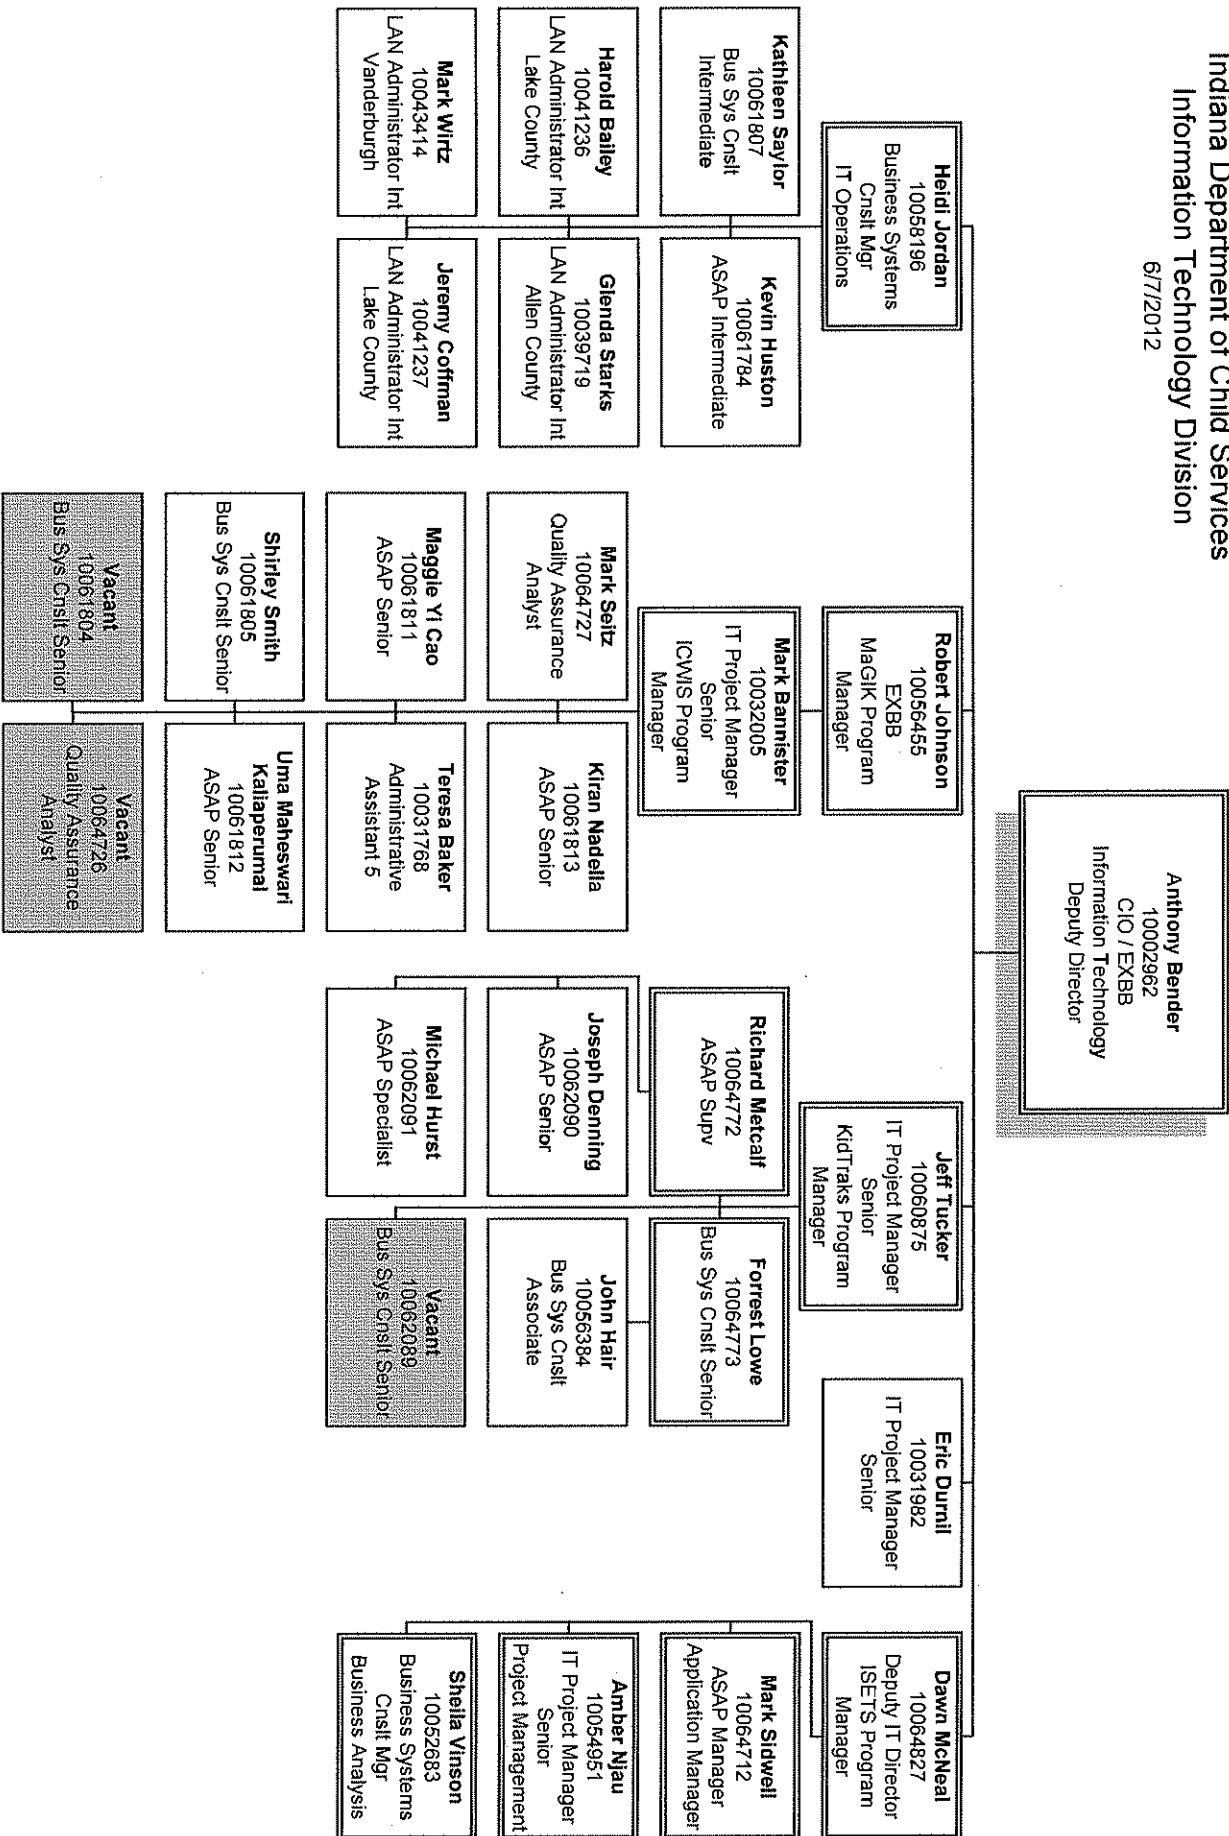 Indiana Department of Child Services
Information Technology Division
6/7/2012
Anthony Bender
10002962
CIO / EXBB
Information Technology
Deputy Director
Heidi Jordan
10058196
Business Systems
Cnslt Mgr
IT Operations
Robert Johnson
10056455
EXBB
MaGIK Program
Manager
Jeff Tucker
10060875
IT Project Manager
Senior
KidTraks Program
Manager
Eric Durnil
10031982
IT Project Manager
Senior
Dawn McNeal
10064827
Deputy IT Director
ISETS Program
Manager
Kathleen Saylor
10061807
Bus Sys Cnslt
Intermediate
Kevin Huston
10061784
ASAP Intermediate
Harold Bailey
10041236
LAN Administrator Int
Lake County
Glenda Starks
10039719
LAN Administrator Int
Allen County
Mark Wirtz
10043414
LAN Administrator Int
Vanderburgh
Jeremy Coffman
10041237
LAN Administrator Int
Lake County
Mark Bannister
10032005
IT Project Manager
Senior
ICWIS Program
Manager
Mark Seitz
10064727
Quality Assurance
Analyst
Kiran Nadella
10061813
ASAP Senior
Maggie Yi Cao
10061811
ASAP Senior
Teresa Baker
10031768
Administrative
Assistant 5
Shirley Smith
10061805
Bus Sys Cnslt Senior
Uma Maheswari
Kaliaperumal
10061812
ASAP Senior
Vacant
10061804
Bus Sys Cnslt Senior
Vacant
10064726
Quality Assurance
Analyst
Richard Metcalf
10064772
ASAP Supv
Forrest Lowe
10064773
Bus Sys Cnslt Senior
Joseph Denning
10062090
ASAP Senior
John Hair
10056384
Bus Sys Cnslt
Associate
Michael Hurst
10062091
ASAP Specialist
Vacant
10062089
Bus Sys Cnslt Senior
Mark Sidwell
10064712
ASAP Manager
Application Manager
Amber Njau
10054951
IT Project Manager
Senior
Project Management
Sheila Vinson
10052683
Business Systems
Cnslt Mgr
Business Analysis